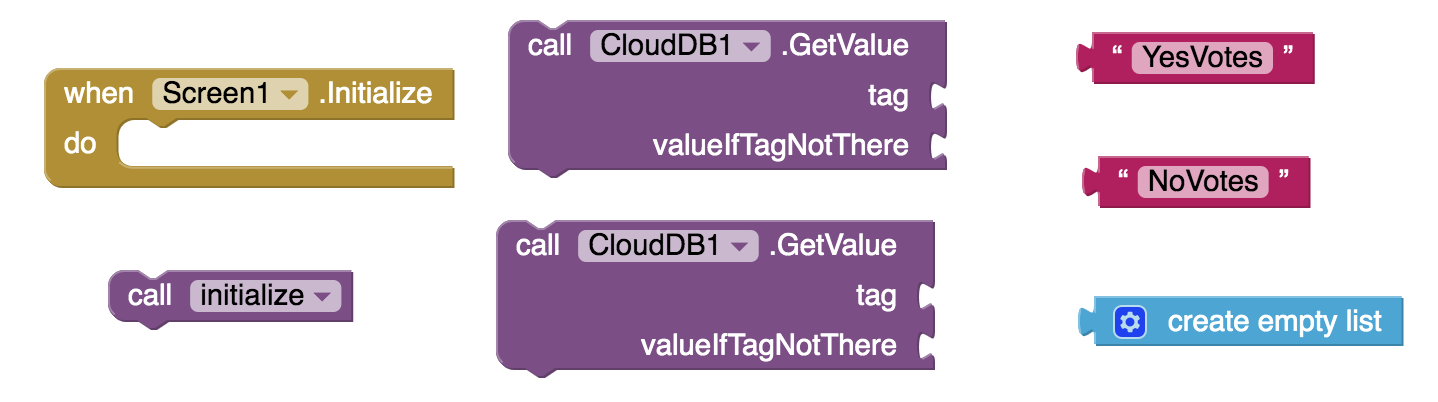 when Screen1 .Initialize
do
call initialize
call CloudDB1 .GetValue
tag
valueIfTagNotThere
call CloudDB1 .GetValue
tag
valueIfTagNotThere
“ YesVotes ”
“ NoVotes ”
create empty list